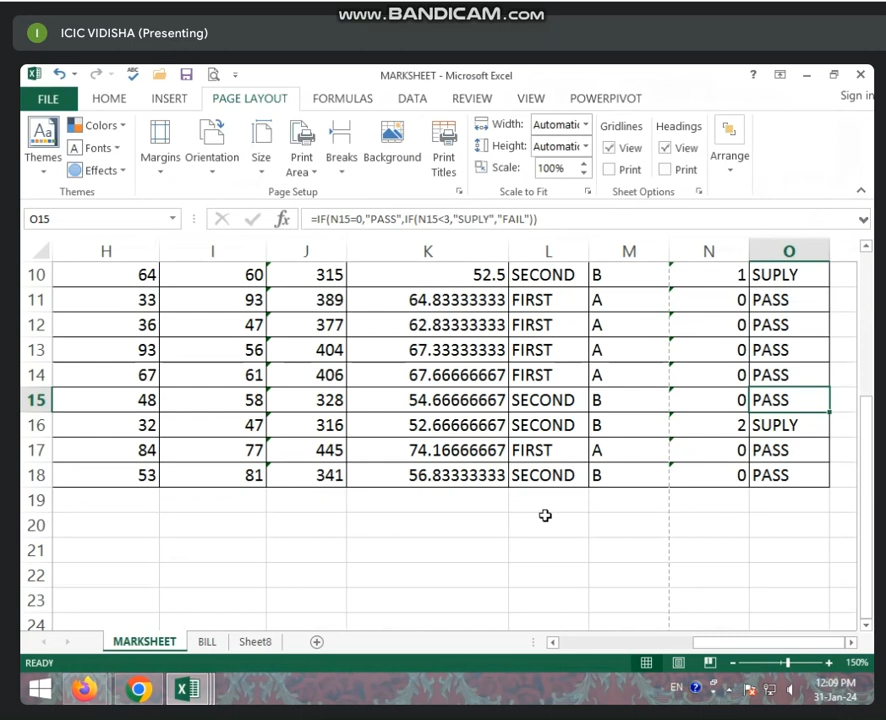 www.BANDICAM.com
I ICIC VIDISHA (Presenting)
MARKSHEET - Microsoft Excel
FILE HOME INSERT PAGE LAYOUT FORMULAS DATA REVIEW VIEW POWERPIVOT Sign in
Themes Colors Fonts Effects Margins Orientation Size Print Area Breaks Background Print Titles Width: Automatic Height: Automatic Scale: 100% Gridlines View Print Headings View Print Arrange
Themes Page Setup Scale to Fit Sheet Options
O15 fx =IF(N15=0,"PASS",IF(N15<3,"SUPLY","FAIL"))
H I J K L M N O
10 64 60 315 52.5 SECOND B 1 SUPLY
11 33 93 389 64.83333333 FIRST A 0 PASS
12 36 47 377 62.83333333 FIRST A 0 PASS
13 93 56 404 67.33333333 FIRST A 0 PASS
14 67 61 406 67.66666667 FIRST A 0 PASS
15 48 58 328 54.66666667 SECOND B 0 PASS
16 32 47 316 52.66666667 SECOND B 2 SUPLY
17 84 77 445 74.16666667 FIRST A 0 PASS
18 53 81 341 56.83333333 SECOND B 0 PASS
19
20
21
22
23
24
MARKSHEET BILL Sheet8
READY 150%
EN 12:09 PM
31-Jan-24